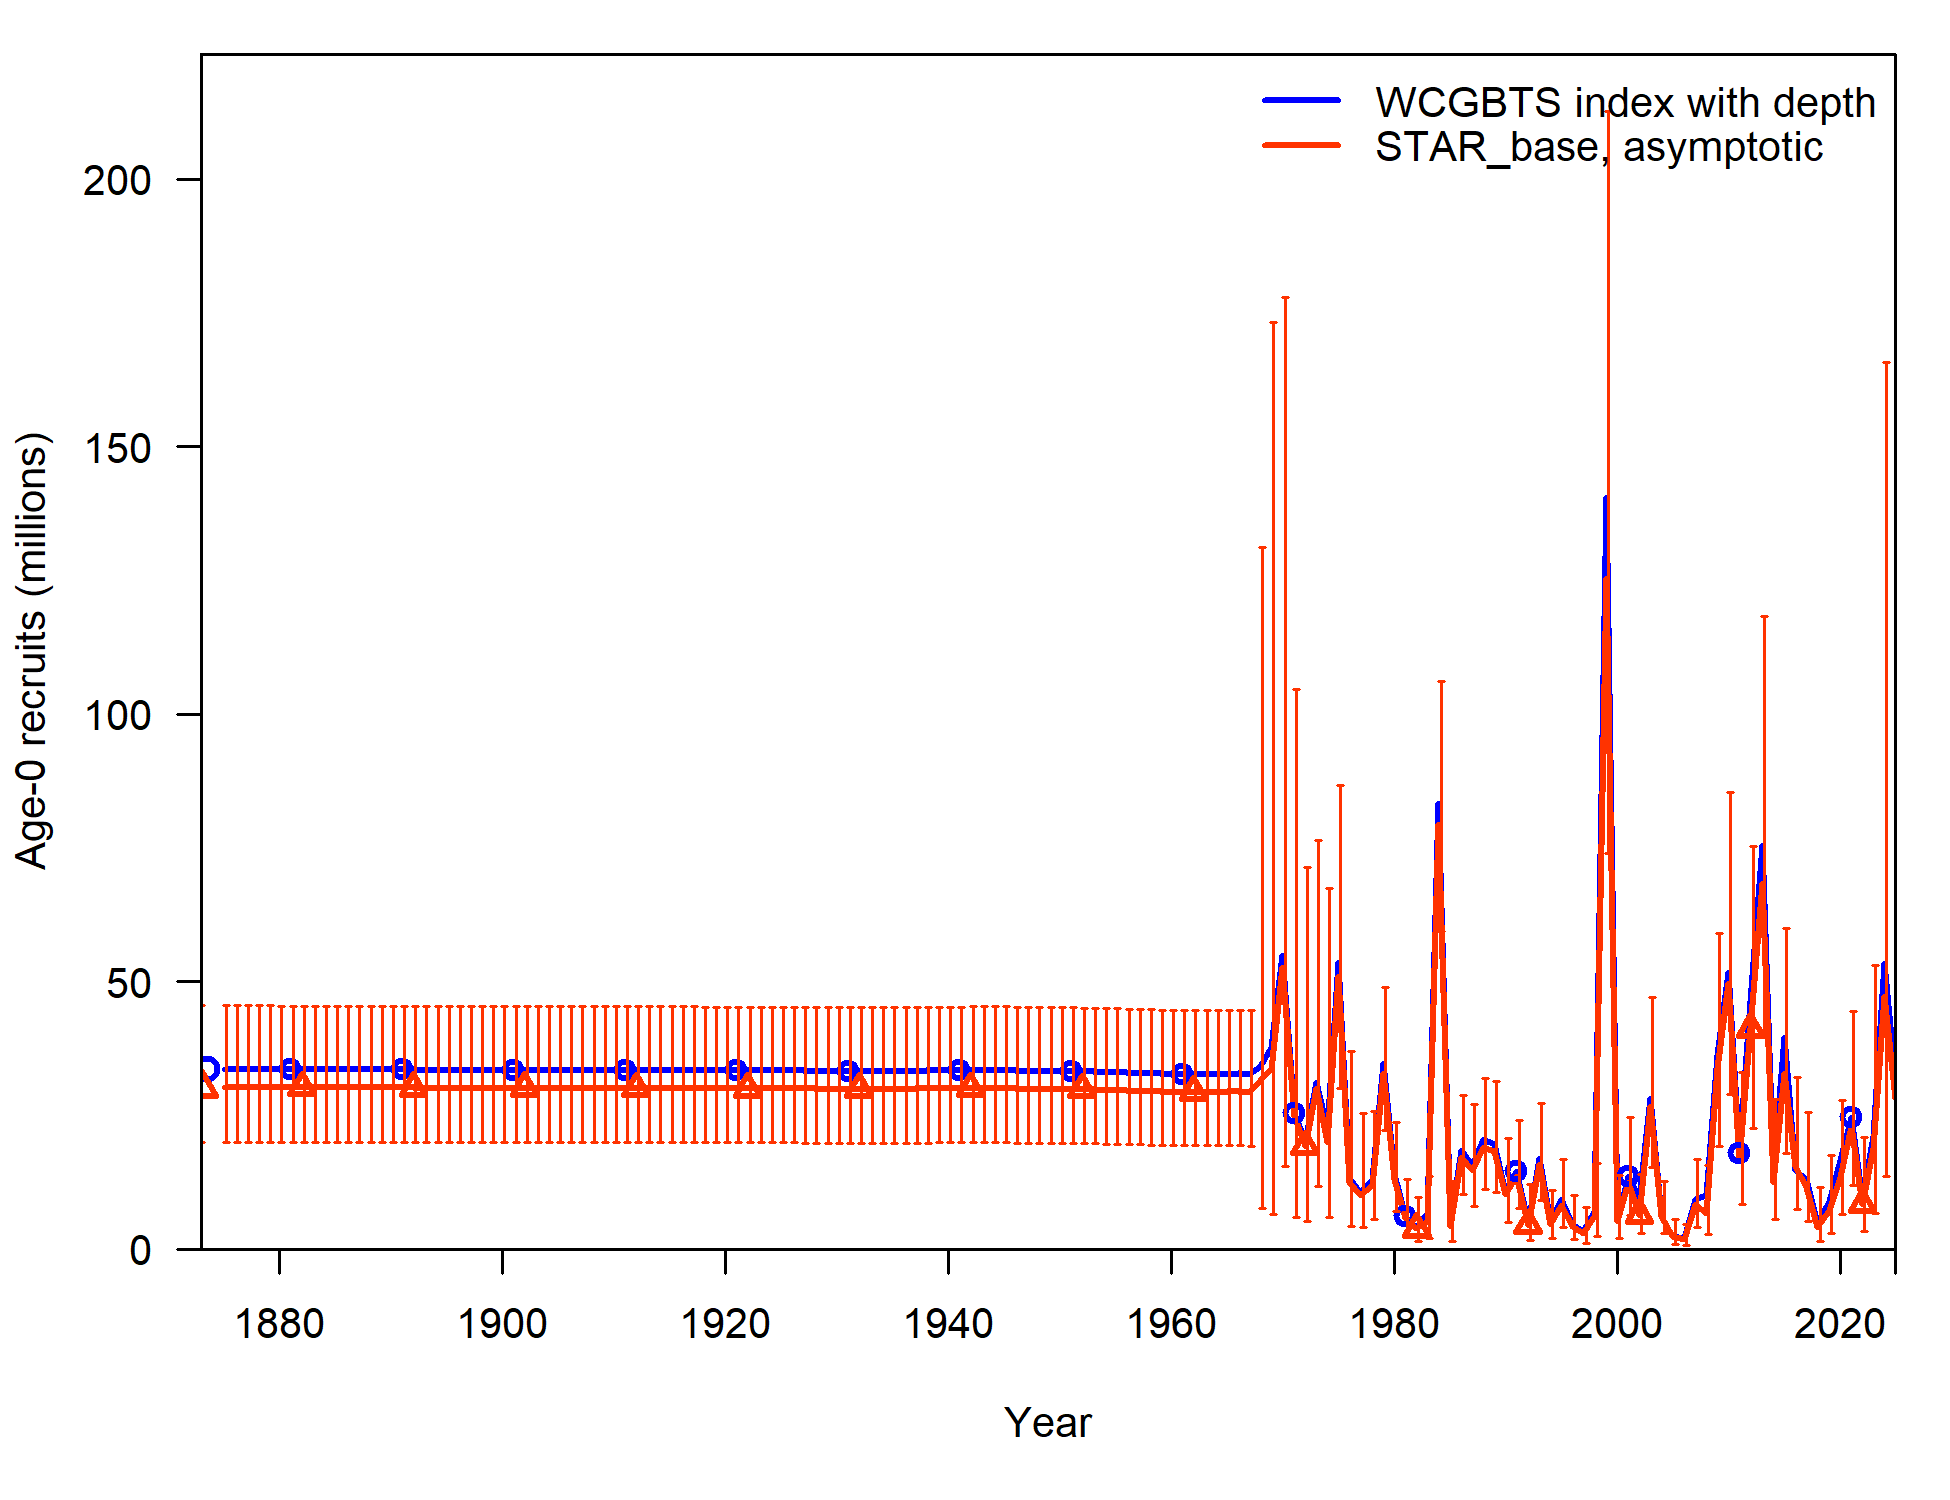 WCGBTS index with depth
STAR_base, asymptotic
200
150
100
50
0
Age-0 recruits (millions)
1880 1900 1920 1940 1960 1980 2000 2020
Year